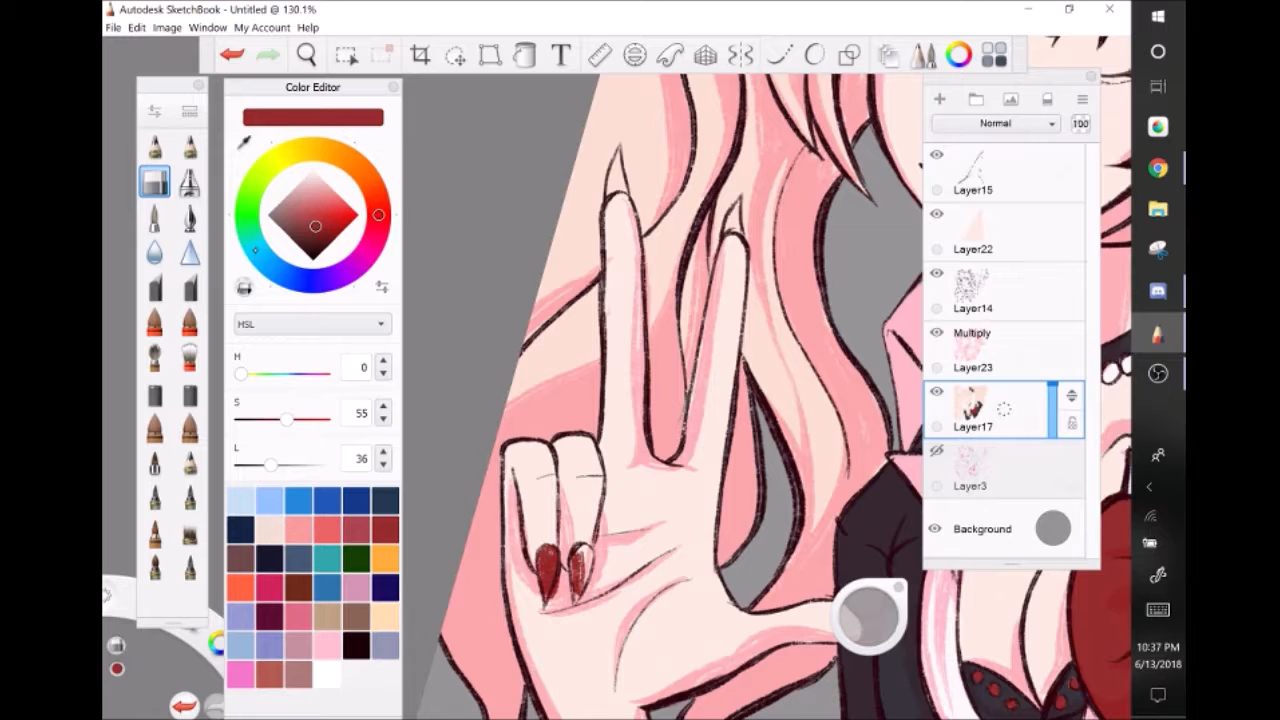 Autodesk SketchBook - Untitled @ 130.1%
File Edit Image Window My Account Help
T
Color Editor
HSL
H
0
S
55
L
36
Normal
100
Layer15
Layer22
Layer14
Multiply
Layer23
Layer17
Layer3
Background
10:37 PM
6/13/2018